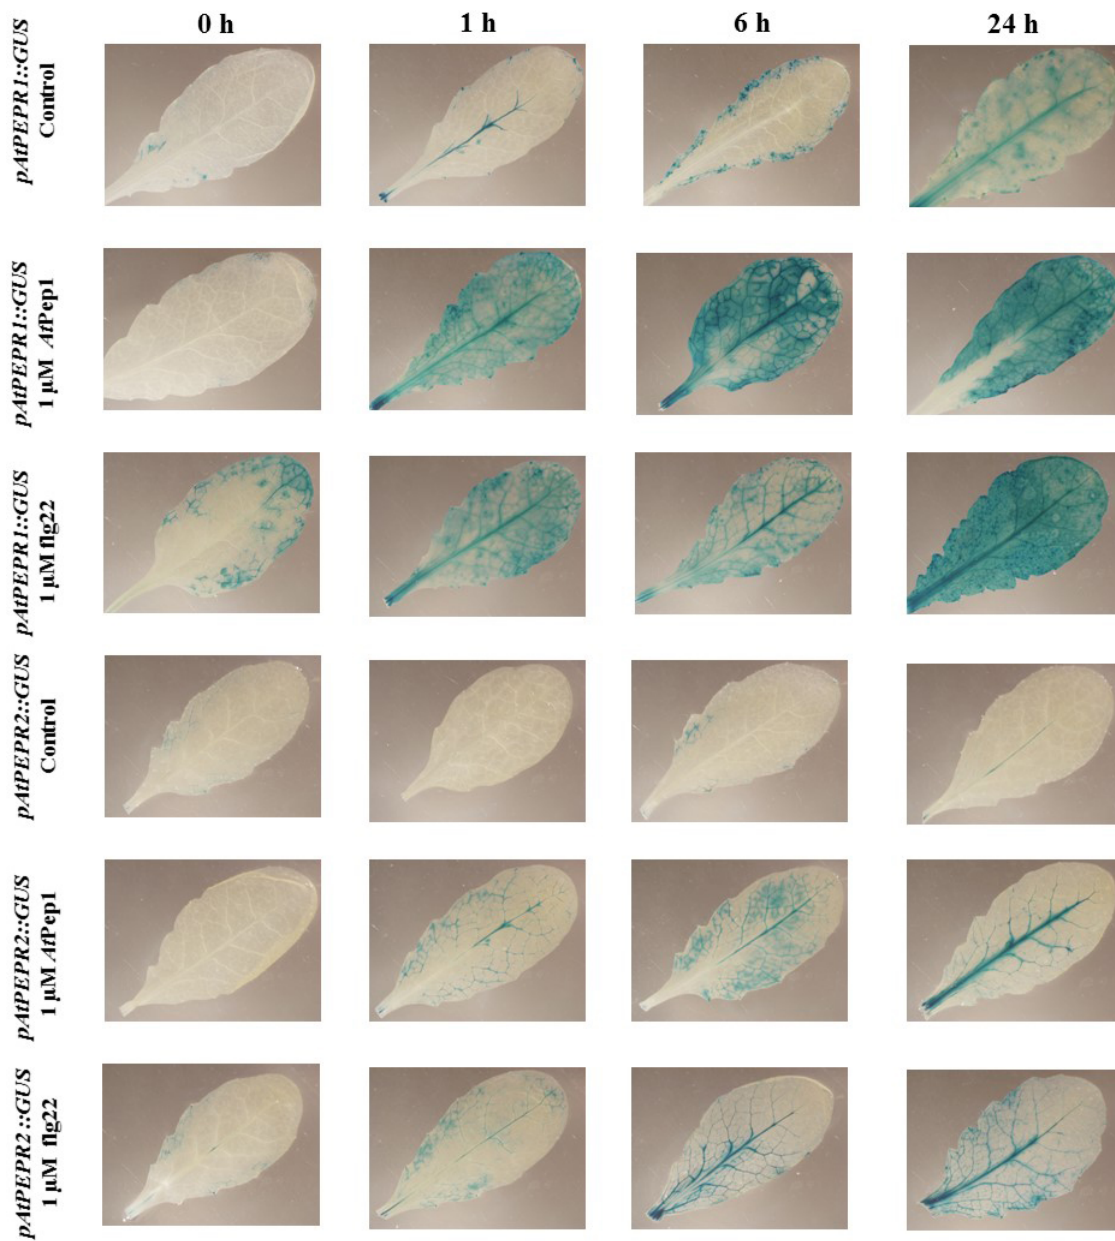 0 h 1 h 6 h 24 h
pAtPEPR1::GUS
Control
pAtPEPR1::GUS
1 µM AtPep1
pAtPEPR1::GUS
1 µM flg22
pAtPEPR2::GUS
Control
pAtPEPR2::GUS
1 µM AtPep1
pAtPEPR2::GUS
1 µM flg22